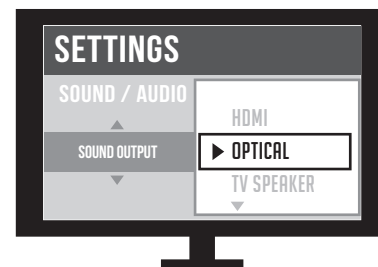 SETTINGS
SOUND / AUDIO
SOUND OUTPUT
HDMI
OPTICAL
TV SPEAKER